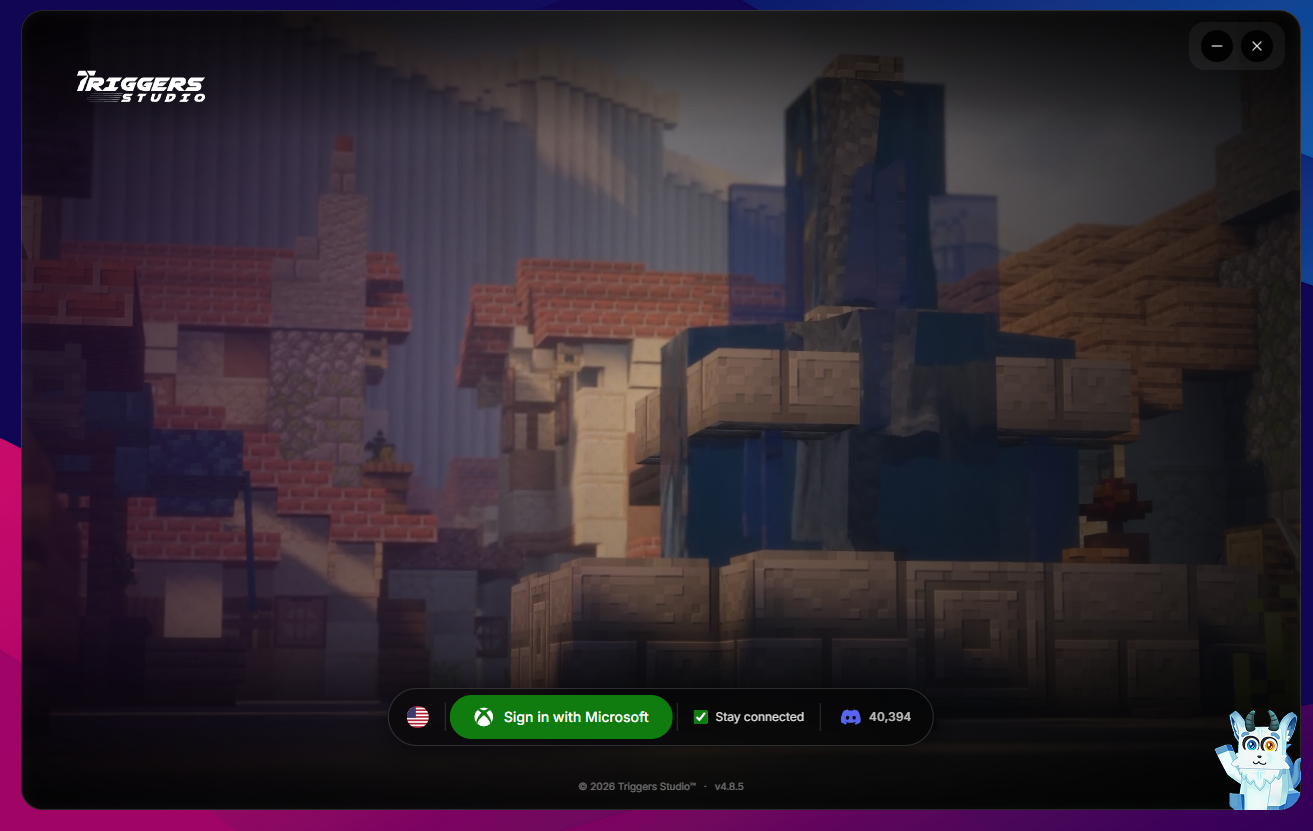 TRIGGERS
STUDIO
Sign in with Microsoft
Stay connected
40,394
© 2026 Triggers Studio™ · v4.8.5